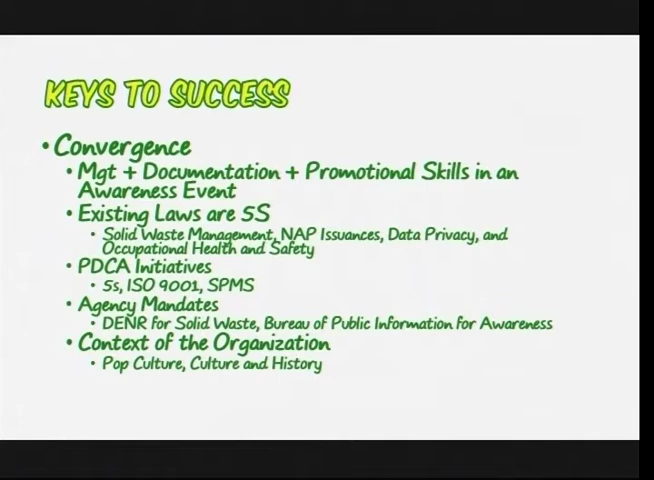 KEYS TO SUCCESS
• Convergence
• Mgt + Documentation + Promotional Skills in an
Awareness Event
• Existing Laws are 5S
• Solid Waste Management, NAP Issuances, Data Privacy, and
Occupational Health and Safety
• PDCA Initiatives
• 5s, ISO 9001, SPMS
• Agency Mandates
• DENR for Solid Waste, Bureau of Public Information for Awareness
• Context of the Organization
• Pop Culture, Culture and History